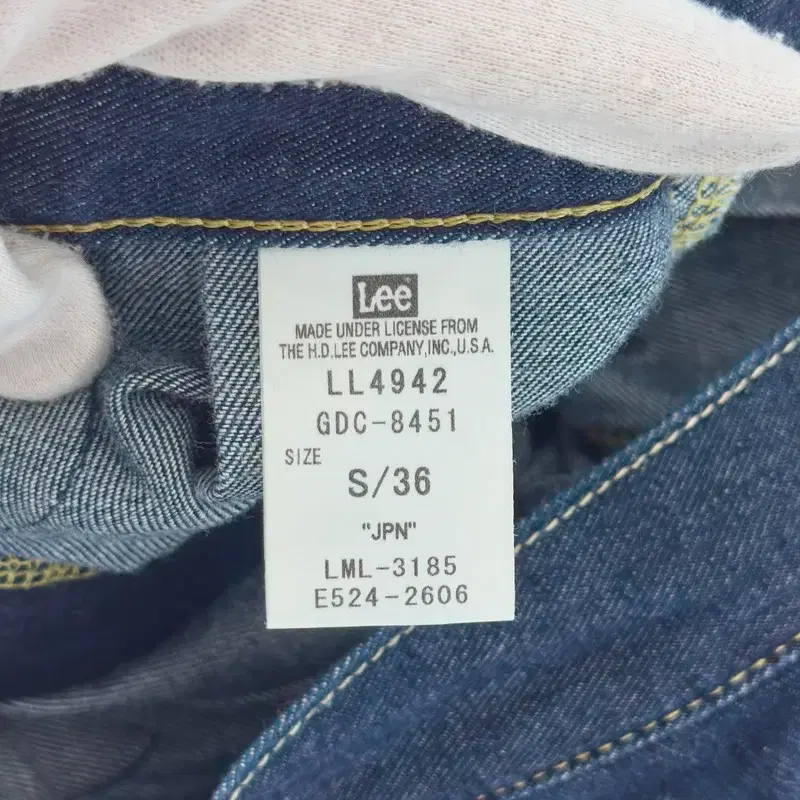 Lee
MADE UNDER LICENSE FROM
THE H.D.LEE COMPANY,INC.,U.S.A.
LL4942
GDC-8451
SIZE
S/36
"JPN"
LML-3185
E524-2606